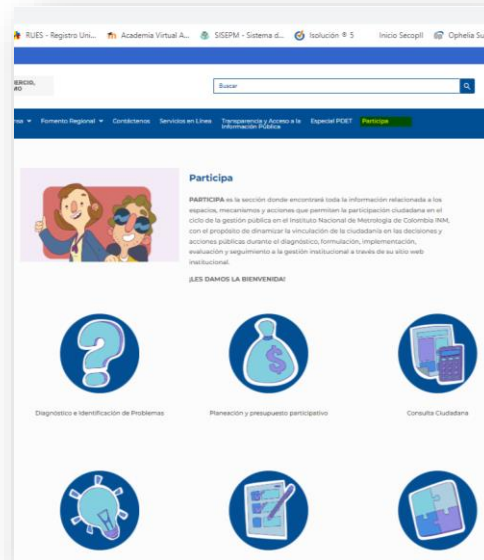 RUES - Registro Uni...   Academia Virtual A...   SISEPM - Sistema d...   Isolución ® 5   Inicio SecopII   Ophelia Su
ERCIO,
MO
Buscar
nsa   Fomento Regional   Contáctenos   Servicios en Línea   Transparencia y Acceso a la   Especial PDET   Participe
Información Pública
Participa
PARTICIPA es la sección donde encontrará toda la información relacionada a los
espacios, mecanismos y acciones que permiten la participación ciudadana en el
ciclo de la gestión pública en el Instituto Nacional de Metrología de Colombia INM,
con el propósito de dinamizar la vinculación de la ciudadanía en las decisiones y
acciones públicas durante el diagnóstico, formulación, implementación,
evaluación y seguimiento a la gestión institucional a través de su sitio web
institucional.
¡LES DAMOS LA BIENVENIDA!
Diagnóstico e Identificación de Problemas   Planeación y presupuesto participativo   Consulta Ciudadana